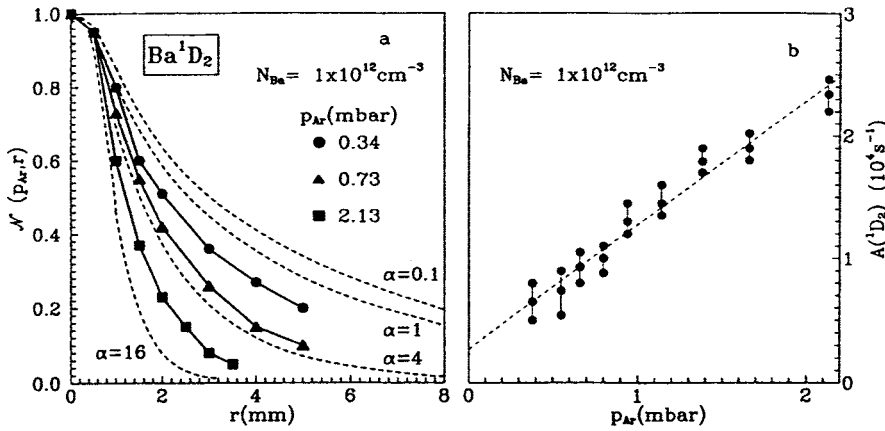 a
Ba¹D₂
N_Ba= 1x10¹²cm⁻³
p_Ar(mbar)
0.34
0.73
2.13
α=0.1
α=1
α=4
α=16
1.0
0.8
0.6
0.4
0.2
0.0
𝒩 (p_Ar,r)
0 2 4 6 8
r(mm)
b
N_Ba= 1x10¹²cm⁻³
3
2
1
0
A(¹D₂) (10⁴s⁻¹)
0 1 2
p_Ar(mbar)